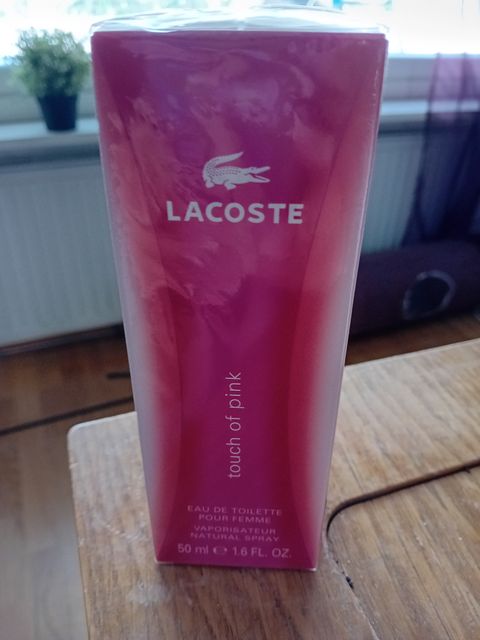 LACOSTE
touch of pink
EAU DE TOILETTE
POUR FEMME
VAPORISATEUR
NATURAL SPRAY
50 ml ℮ 1.6 FL. OZ.